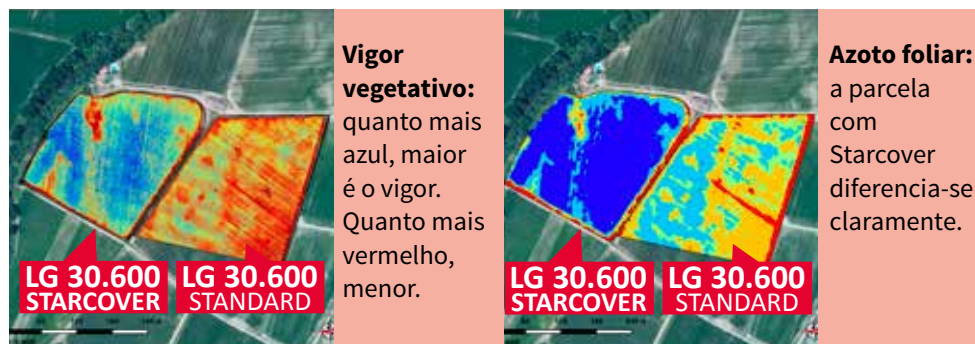 Vigor
vegetativo:
quanto mais
azul, maior
é o vigor.
Quanto mais
vermelho,
menor.
LG 30.600
STARCOVER
LG 30.600
STANDARD
Azoto foliar:
a parcela
com
Starcover
diferencia-se
claramente.
LG 30.600
STARCOVER
LG 30.600
STANDARD